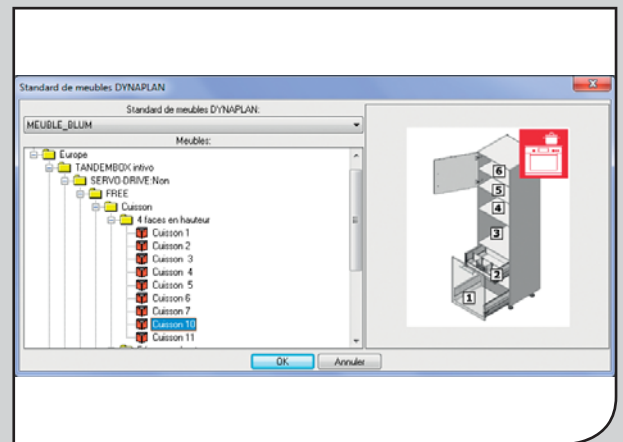 Standard de meubles DYNAPLAN
Standard de meubles DYNAPLAN:
MEUBLE_BLUM
Meubles:
Europe
TANDEMBOX intivo
SERVO-DRIVE:Non
FREE
Cuisson
4 faces en hauteur
Cuisson 1
Cuisson 2
Cuisson 3
Cuisson 4
Cuisson 5
Cuisson 6
Cuisson 7
Cuisson 10
Cuisson 11
6
5
4
3
2
1
OK Annuler